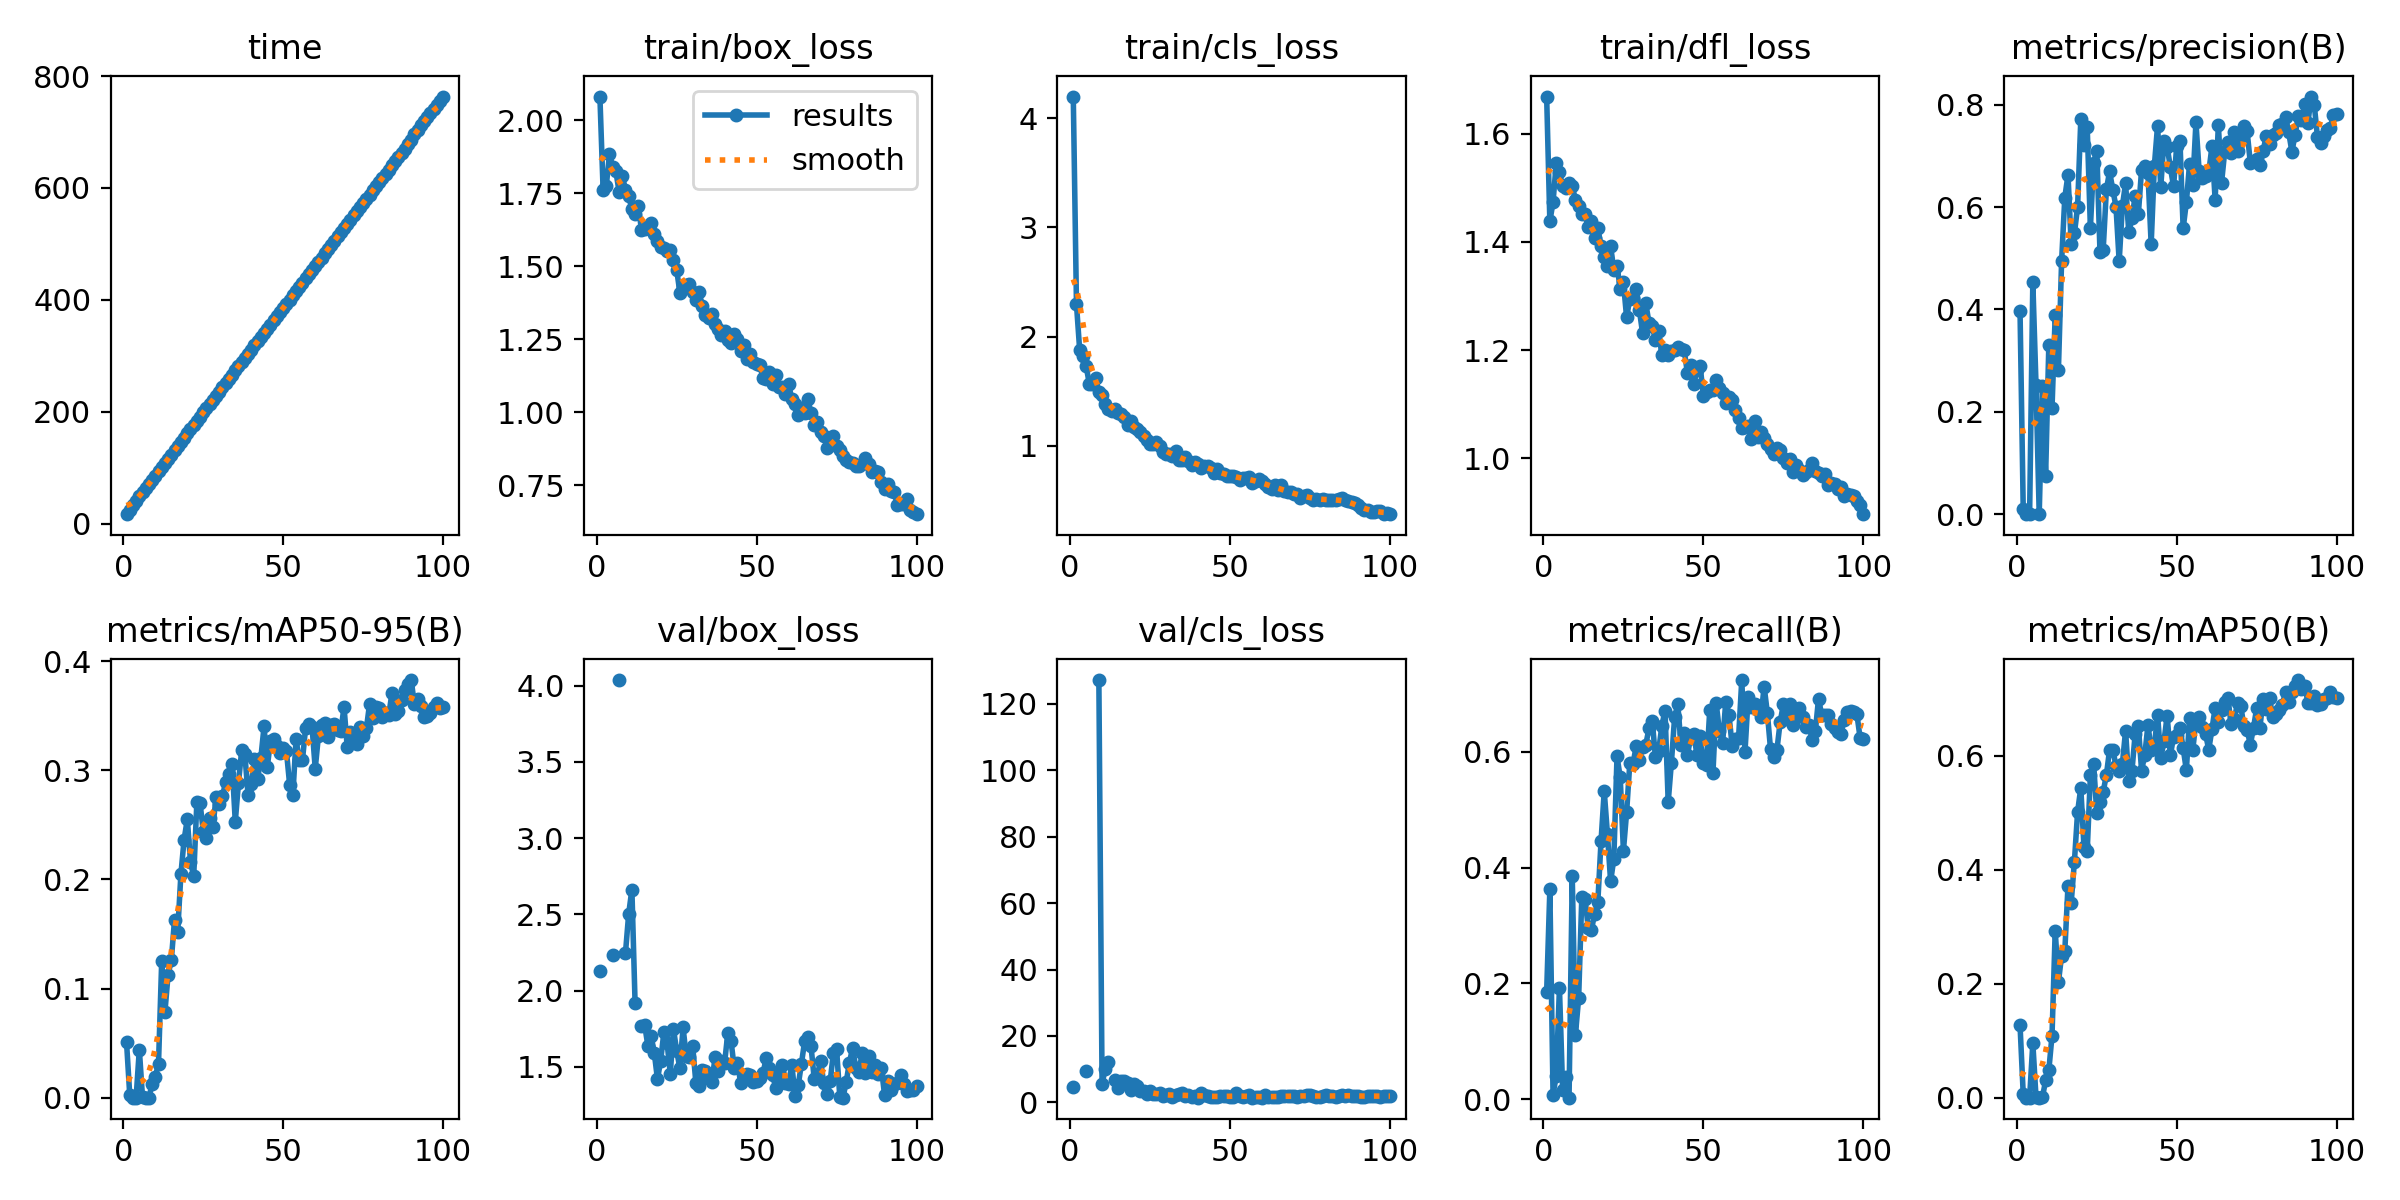 time
800
600
400
200
0
0 50 100
train/box_loss
results
smooth
2.00
1.75
1.50
1.25
1.00
0.75
0 50 100
train/cls_loss
4
3
2
1
0 50 100
train/dfl_loss
1.6
1.4
1.2
1.0
0 50 100
metrics/precision(B)
0.8
0.6
0.4
0.2
0.0
0 50 100
metrics/mAP50-95(B)
0.4
0.3
0.2
0.1
0.0
0 50 100
val/box_loss
4.0
3.5
3.0
2.5
2.0
1.5
0 50 100
val/cls_loss
120
100
80
60
40
20
0
0 50 100
metrics/recall(B)
0.6
0.4
0.2
0.0
0 50 100
metrics/mAP50(B)
0.6
0.4
0.2
0.0
0 50 100